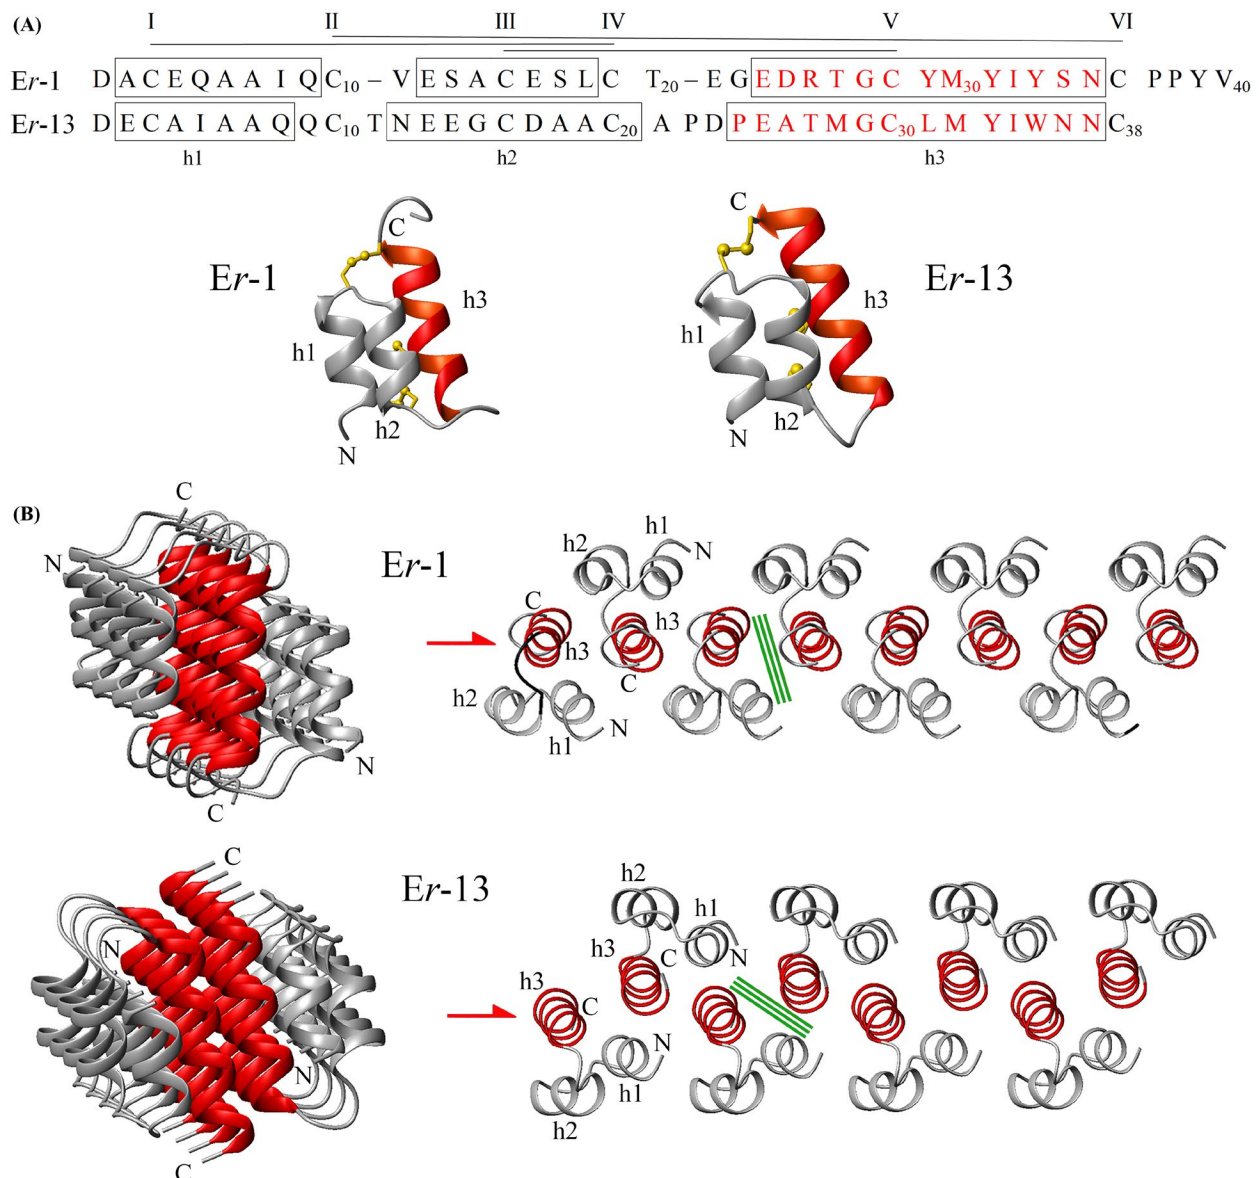 (A) I II III IV V VI
Er-1 D A C E Q A A I Q C10 – V E S A C E S L C T20 – E G E D R T G C Y M30 Y I Y S N C P P Y V40
Er-13 D E C A I A A Q Q C10 T N E E G C D A A C20 A P D P E A T M G C30 L M Y I W N N C38
h1 h2 h3
C C
Er-1 Er-13
h3 h3
h1 h1
h2 h2
N N
(B)
C h1
N Er-1 h2 N
C h3
h3
C
h2 N
N h1
C
C Er-13 h2
h1
N h3 C N
h3 C
N N
h1
C h2